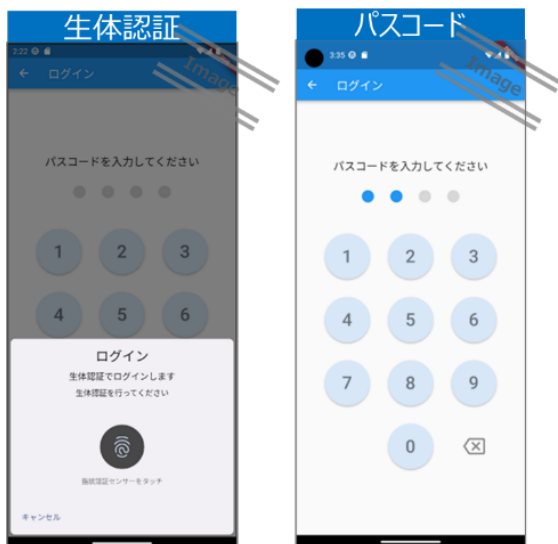 生体認証
2:22
Image
← ログイン
パスコードを入力してください
1 2 3
4 5 6
ログイン
生体認証でログインします
生体認証を行ってください
指紋認証センサーをタッチ
キャンセル
パスコード
3:35
Image
← ログイン
パスコードを入力してください
1 2 3
4 5 6
7 8 9
0